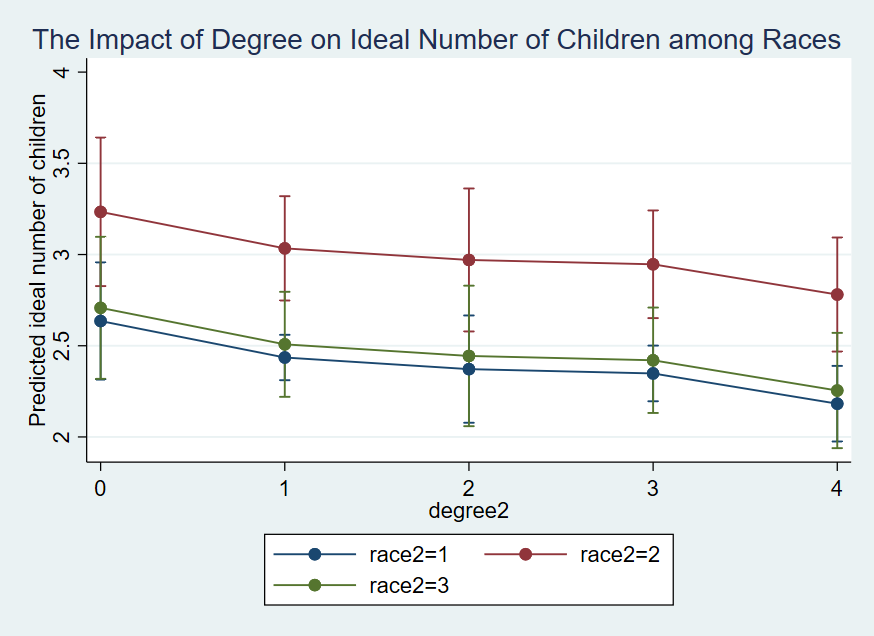 The Impact of Degree on Ideal Number of Children among Races
Predicted ideal number of children
4
3.5
3
2.5
2
0 1 2 3 4
degree2
race2=1 race2=2
race2=3